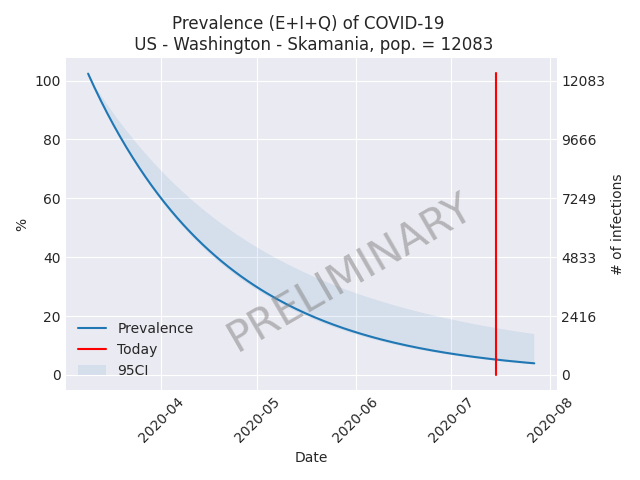 Prevalence (E+I+Q) of COVID-19
US - Washington - Skamania, pop. = 12083
100
80
60
40
20
0
%
12083
9666
7249
4833
2416
0
# of infections
PRELIMINARY
Prevalence
Today
95CI
2020-04
2020-05
2020-06
2020-07
2020-08
Date